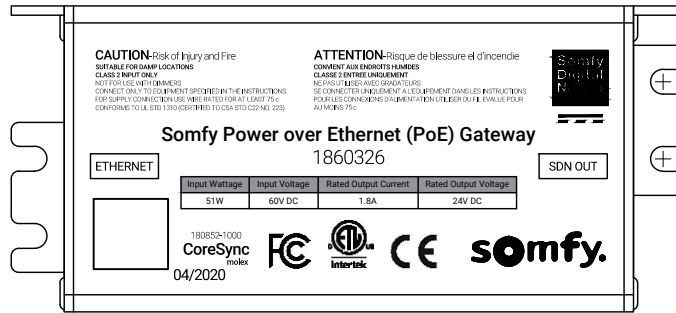 CAUTION-Risk of Injury and Fire
SUITABLE FOR DAMP LOCATIONS
CLASS 2 INPUT ONLY
NOT FOR USE WITH DIMMERS
CONNECT ONLY TO EQUIPMENT SPECIFIED IN THE INSTRUCTIONS
FOR SUPPLY CONNECTION USE WIRE RATED FOR AT LEAST 75 c
CONFORMS TO UL STD 1310 (CERTIFIED TO CSA STD C22 NO. 223)
ATTENTION-Risque de blessure el d'incendie
CONVIENT AUX ENDROITS HUMIDES
CLASSE 2 ENTREE UNIQUEMENT
NE PAS UTILISER AVEC GRADATEURS
SE CONNECTER UNIQUEMENT A L'EQUIPEMENT DANS LES INSTRUCTIONS
POUR LES CONNEXIONS D'ALIMENTATION UTILISER DU FIL EVALUE POUR
AU MOINS 75 c
Somfy
Digital
N
Somfy Power over Ethernet (PoE) Gateway
1860326
ETHERNET
SDN OUT
Input Wattage Input Voltage Rated Output Current Rated Output Voltage
51W 60V DC 1.8A 24V DC
180852-1000
CoreSync
molex
04/2020
FC
ETL
Intertek
CE
somfy.